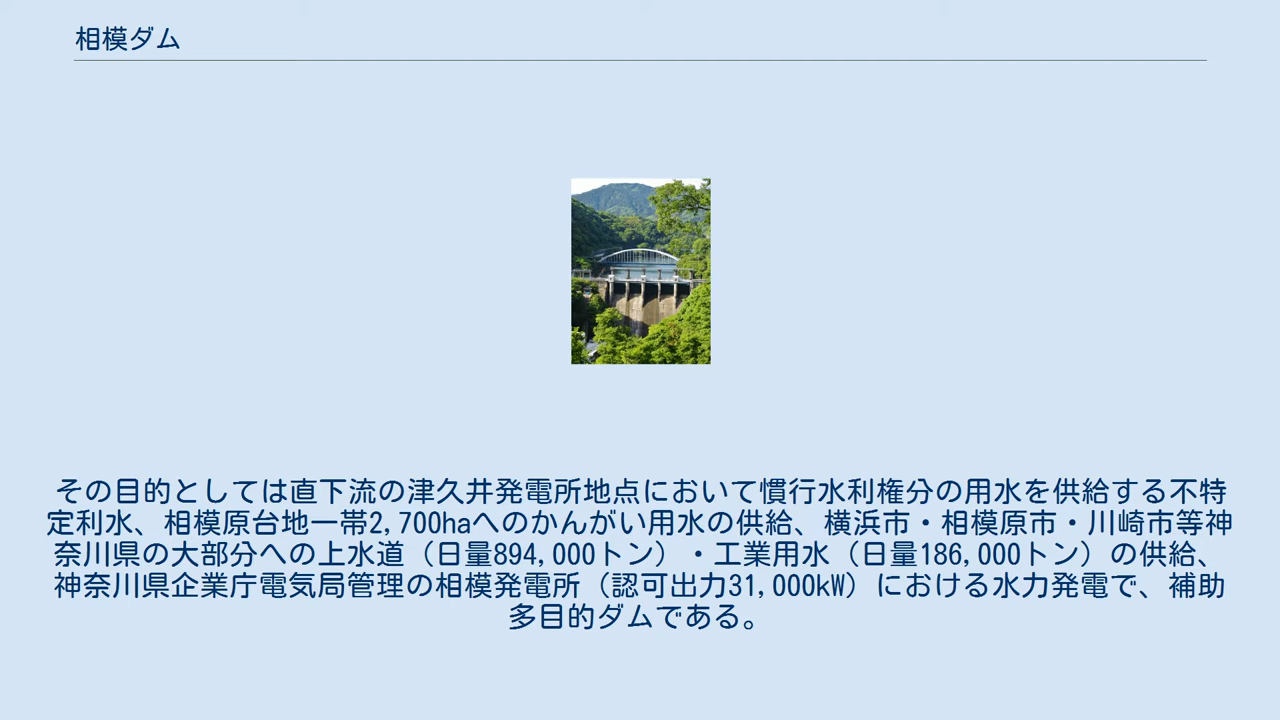 相模ダム
その目的としては直下流の津久井発電所地点において慣行水利権分の用水を供給する不特
定利水、相模原台地一帯2,700haへのかんがい用水の供給、横浜市・相模原市・川崎市等神
奈川県の大部分への上水道（日量894,000トン）・工業用水（日量186,000トン）の供給、
神奈川県企業庁電気局管理の相模発電所（認可出力31,000kW）における水力発電で、補助
多目的ダムである。